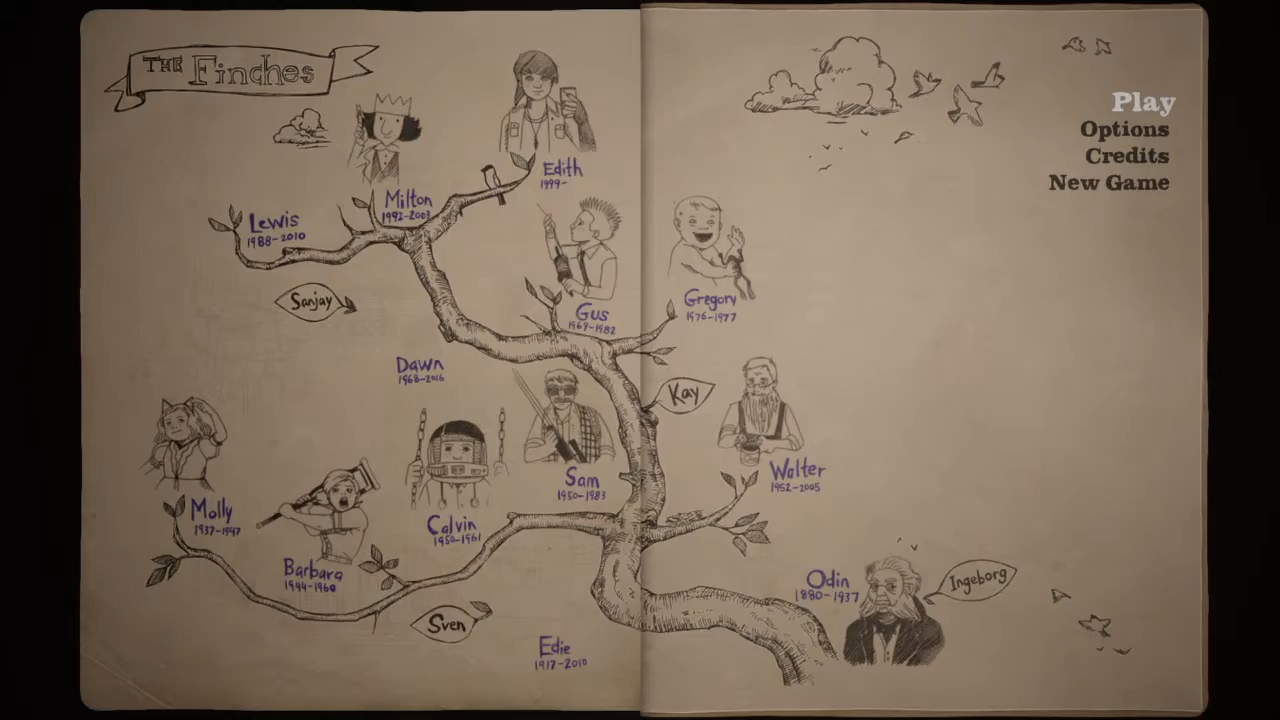 THE Finches
Play
Options
Credits
New Game
Edith
1999-
Milton
1992-2003
Lewis
1988-2010
Sanjay
Gus
1969-1982
Gregory
1976-1977
Dawn
1968-2016
Kay
Sam
1950-1983
Walter
1952-2005
Molly
1937-1947
Barbara
1944-1960
Calvin
1950-1961
Sven
Edie
1917-2010
Odin
1880-1937
Ingeborg